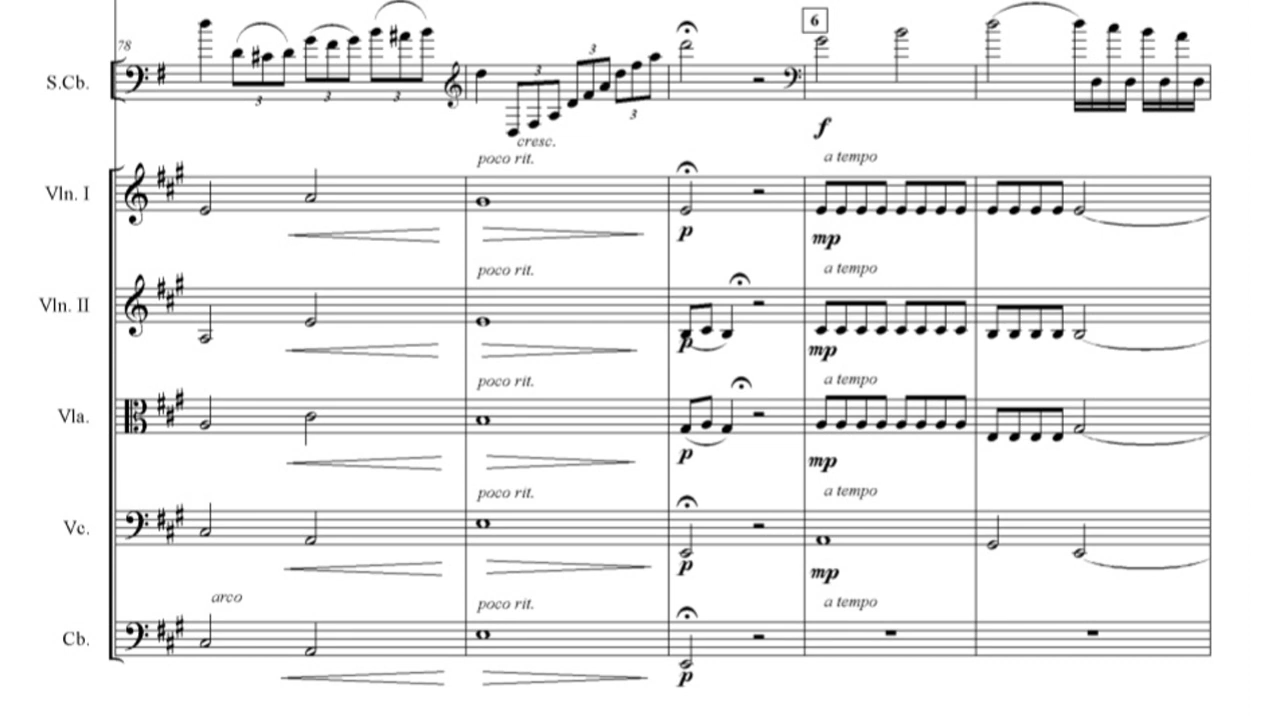 6
78
S.Cb.
3
3
3
3
3
3
cresc.
f
poco rit.
a tempo
Vln. I
p
mp
poco rit.
a tempo
Vln. II
p
mp
poco rit.
a tempo
Vla.
p
mp
poco rit.
a tempo
Vc.
p
mp
arco
poco rit.
a tempo
Cb.
p